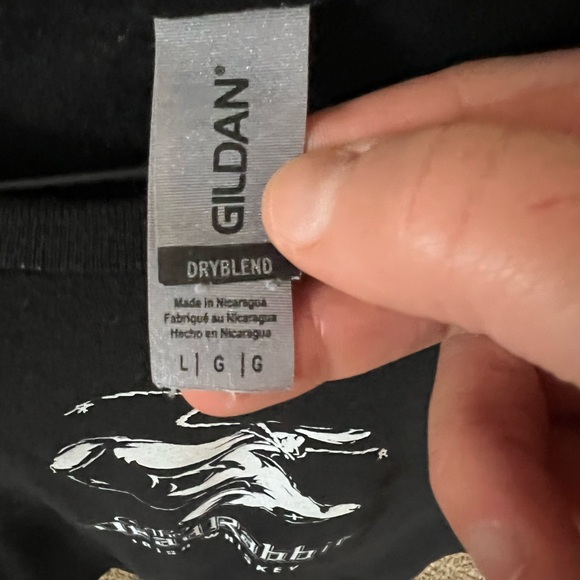 GILDAN®
DRYBLEND
Made in Nicaragua
Fabriqué au Nicaragua
Hecho en Nicaragua
L | G | G